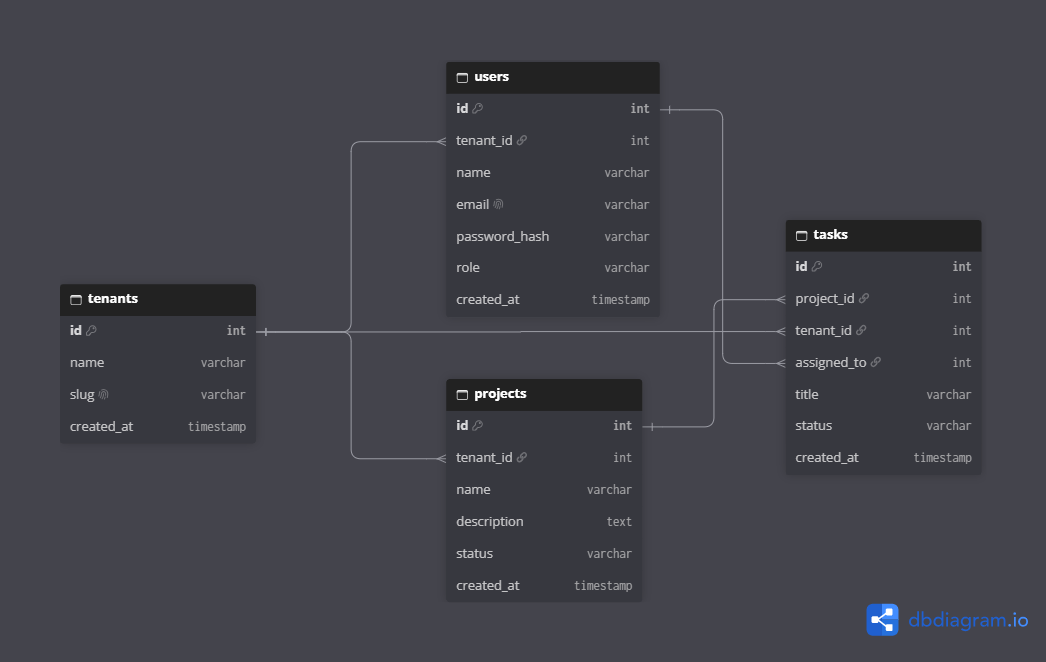 users
id int
tenant_id int
name varchar
email varchar
password_hash varchar
role varchar
created_at timestamp
tasks
id int
project_id int
tenant_id int
assigned_to int
title varchar
status varchar
created_at timestamp
tenants
id int
name varchar
slug varchar
created_at timestamp
projects
id int
tenant_id int
name varchar
description text
status varchar
created_at timestamp
dbdiagram.io